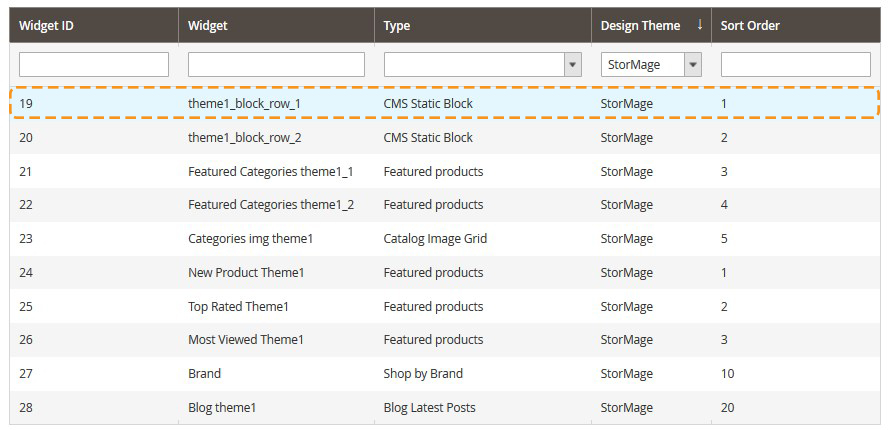 Widget ID Widget Type Design Theme ↓ Sort Order
StorMage
19 theme1_block_row_1 CMS Static Block StorMage 1
20 theme1_block_row_2 CMS Static Block StorMage 2
21 Featured Categories theme1_1 Featured products StorMage 3
22 Featured Categories theme1_2 Featured products StorMage 4
23 Categories img theme1 Catalog Image Grid StorMage 5
24 New Product Theme1 Featured products StorMage 1
25 Top Rated Theme1 Featured products StorMage 2
26 Most Viewed Theme1 Featured products StorMage 3
27 Brand Shop by Brand StorMage 10
28 Blog theme1 Blog Latest Posts StorMage 20